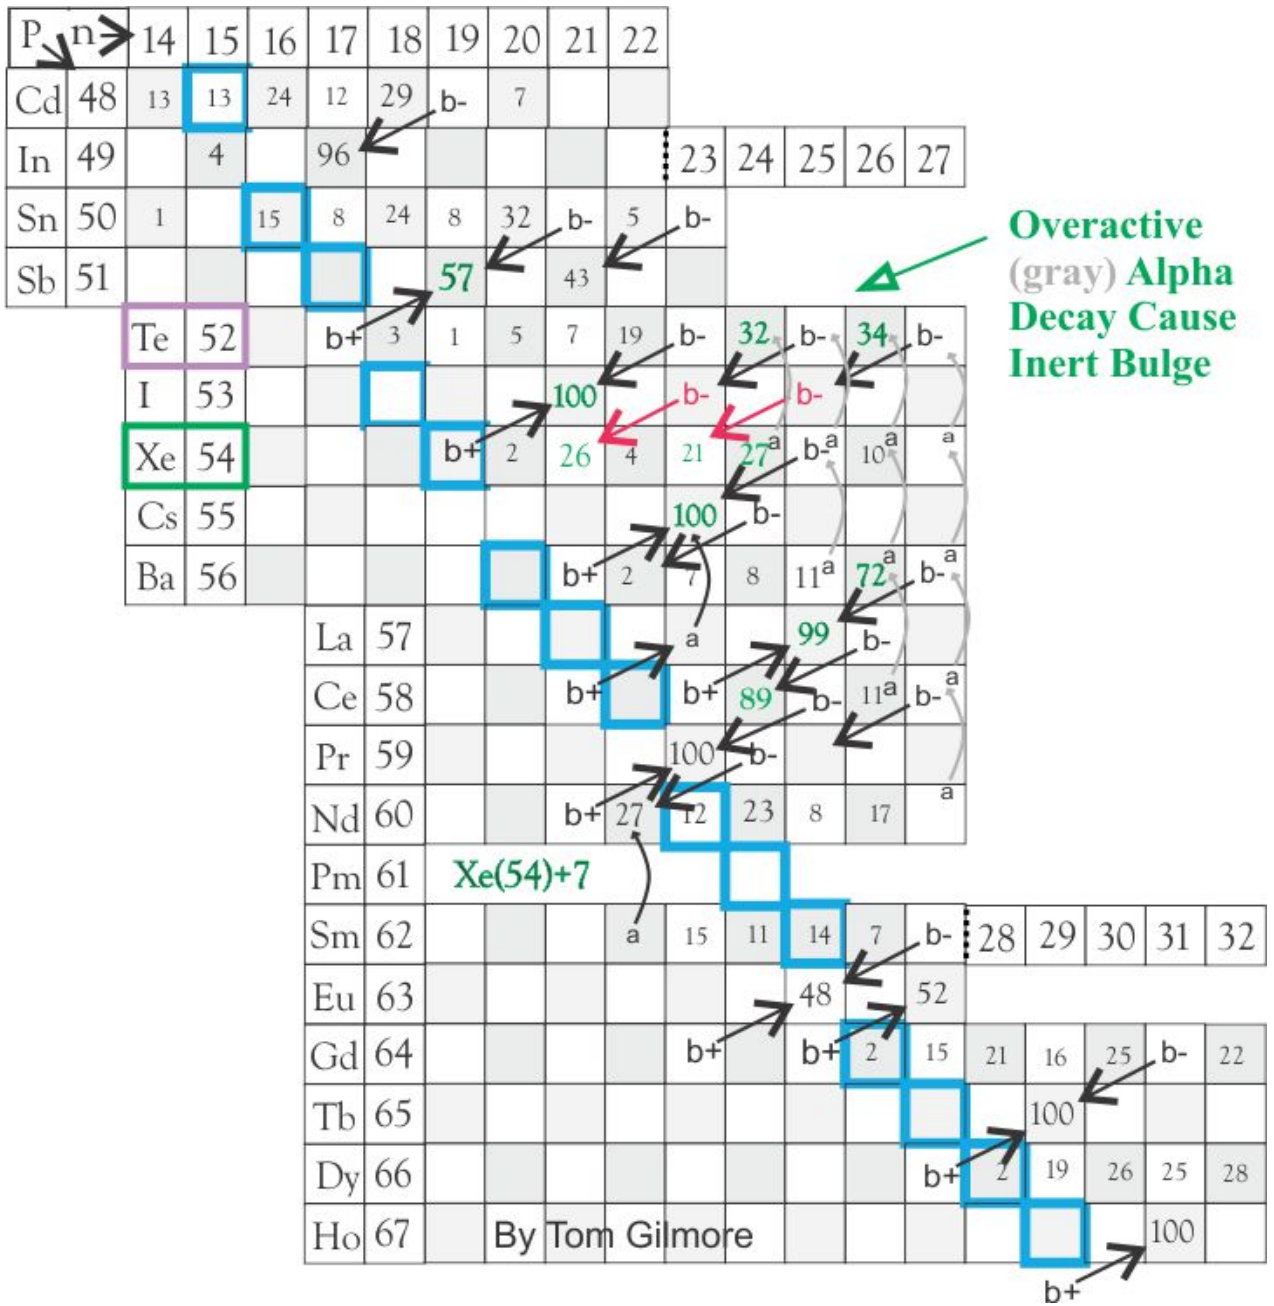 P n 14 15 16 17 18 19 20 21 22
Cd 48 13 13 24 12 29 b- 7
In 49 4 96 23 24 25 26 27
Sn 50 1 15 8 24 8 32 b- 5 b-
Sb 51 57 43
Overactive
(gray) Alpha
Decay Cause
Inert Bulge
Te 52 b+ 3 1 5 7 19 b- 32 b- 34 b-
I 53 100 b- b-
Xe 54 b+ 2 26 4 21 27a b-a 10a a
Cs 55 100 b-
Ba 56 b+ 2 7 8 11a 72a b-a
La 57 a 99 b-
Ce 58 b+ b+ 89 b- 11a b-a
Pr 59 100 b-
Nd 60 b+ 27 12 23 8 17 a
Pm 61 Xe(54)+7
Sm 62 a 15 11 14 7 b- 28 29 30 31 32
Eu 63 48 52
Gd 64 b+ b+ 2 15 21 16 25 b- 22
Tb 65 100
Dy 66 b+ 2 19 26 25 28
Ho 67 By Tom Gilmore 100
b+